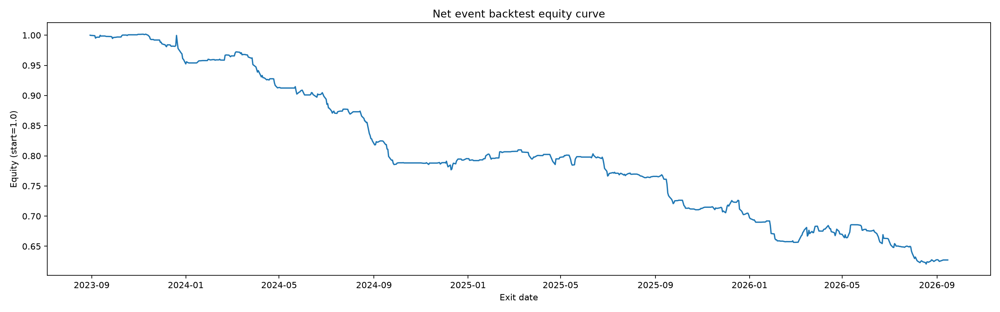 Net event backtest equity curve
Equity (start=1.0)
1.00
0.95
0.90
0.85
0.80
0.75
0.70
0.65
2023-09 2024-01 2024-05 2024-09 2025-01 2025-05 2025-09 2026-01 2026-05 2026-09
Exit date